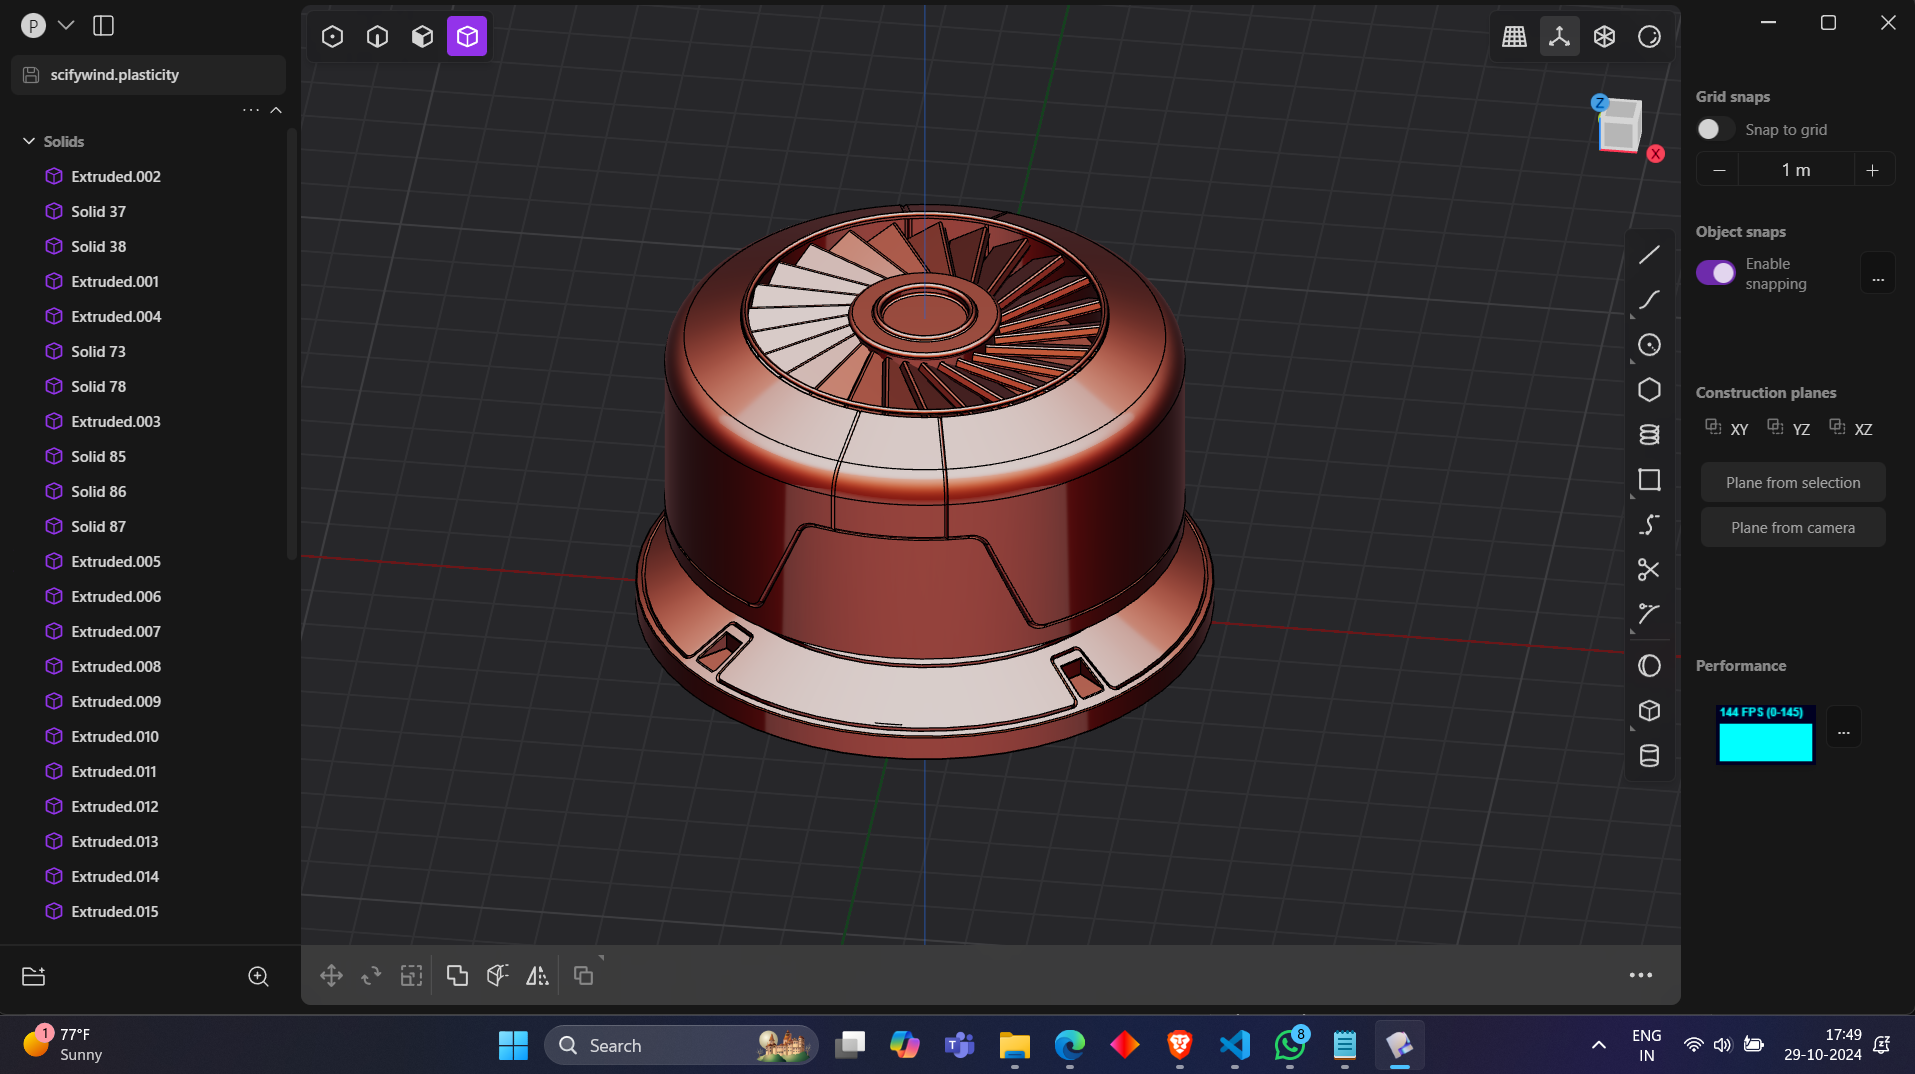 P
scifywind.plasticity
...
Solids
Extruded.002
Solid 37
Solid 38
Extruded.001
Extruded.004
Solid 73
Solid 78
Extruded.003
Solid 85
Solid 86
Solid 87
Extruded.005
Extruded.006
Extruded.007
Extruded.008
Extruded.009
Extruded.010
Extruded.011
Extruded.012
Extruded.013
Extruded.014
Extruded.015
Z
X
Grid snaps
Snap to grid
1 m
Object snaps
Enable
snapping
...
Construction planes
XY YZ XZ
Plane from selection
Plane from camera
Performance
144 FPS (0-145)
...
1
77°F
Sunny
Search
T
8
ENG
IN
17:49
29-10-2024